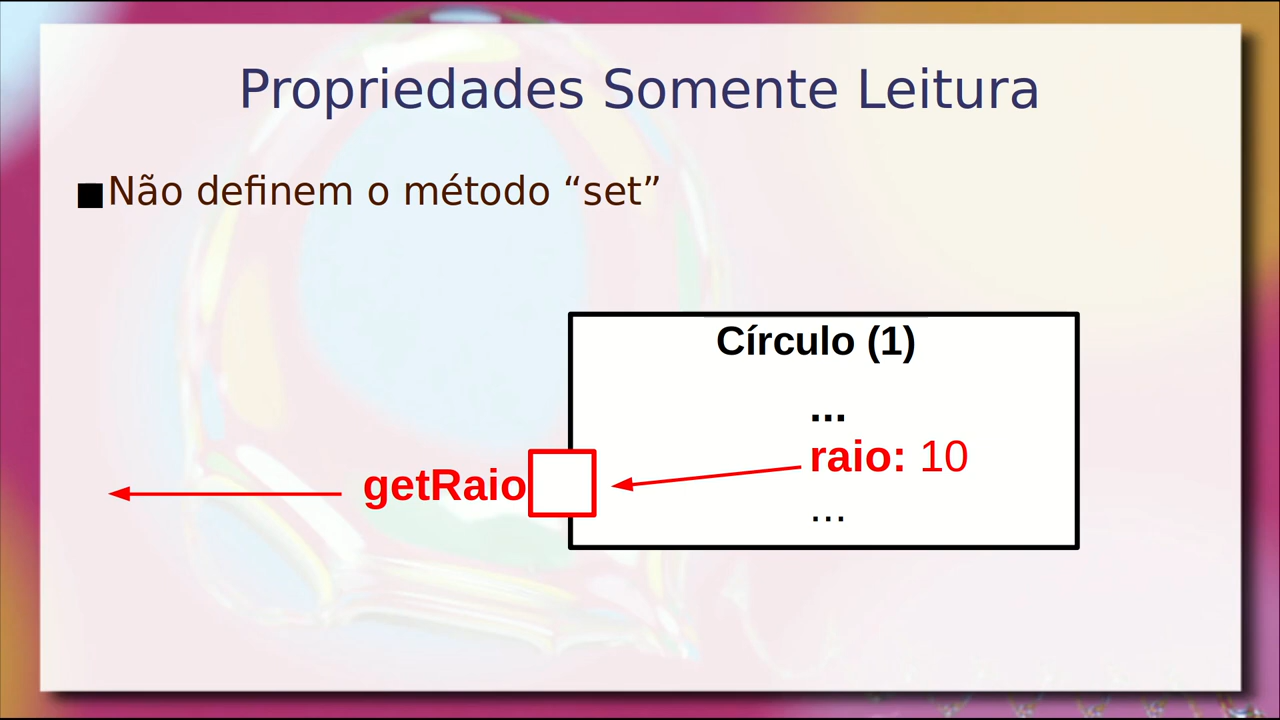 Propriedades Somente Leitura
Não definem o método “set”
Círculo (1)
...
raio: 10
getRaio
...